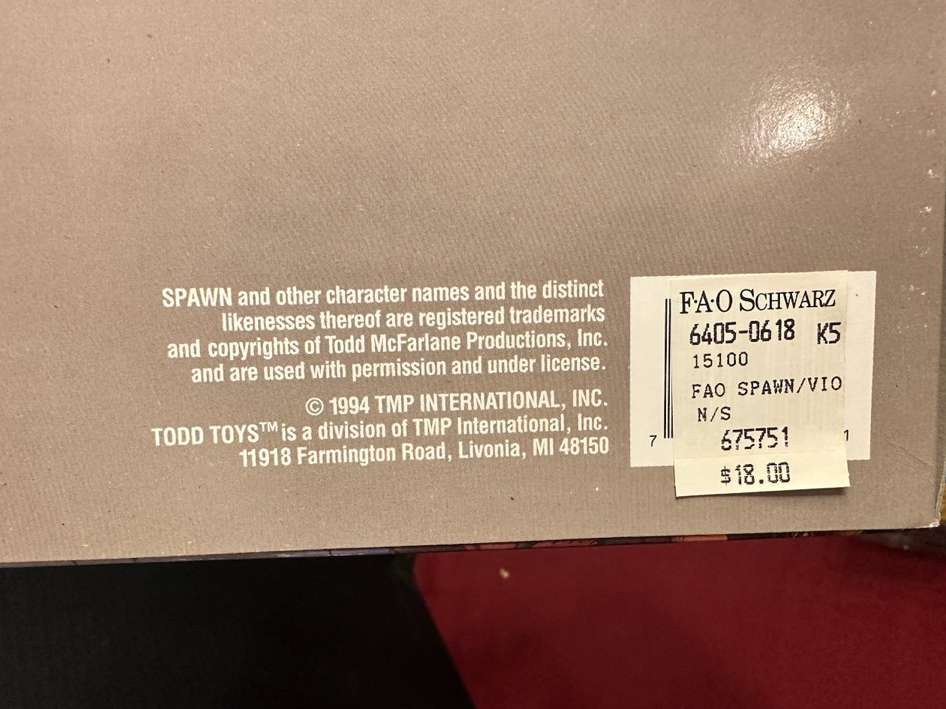 SPAWN and other character names and the distinct
likenesses thereof are registered trademarks
and copyrights of Todd McFarlane Productions, Inc.
and are used with permission and under license.
© 1994 TMP INTERNATIONAL, INC.
TODD TOYS™ is a division of TMP International, Inc.
11918 Farmington Road, Livonia, MI 48150
F·A·O SCHWARZ
6405-0618 K5
15100
FAO SPAWN/VIO
N/S
675751
$18.00
7 1